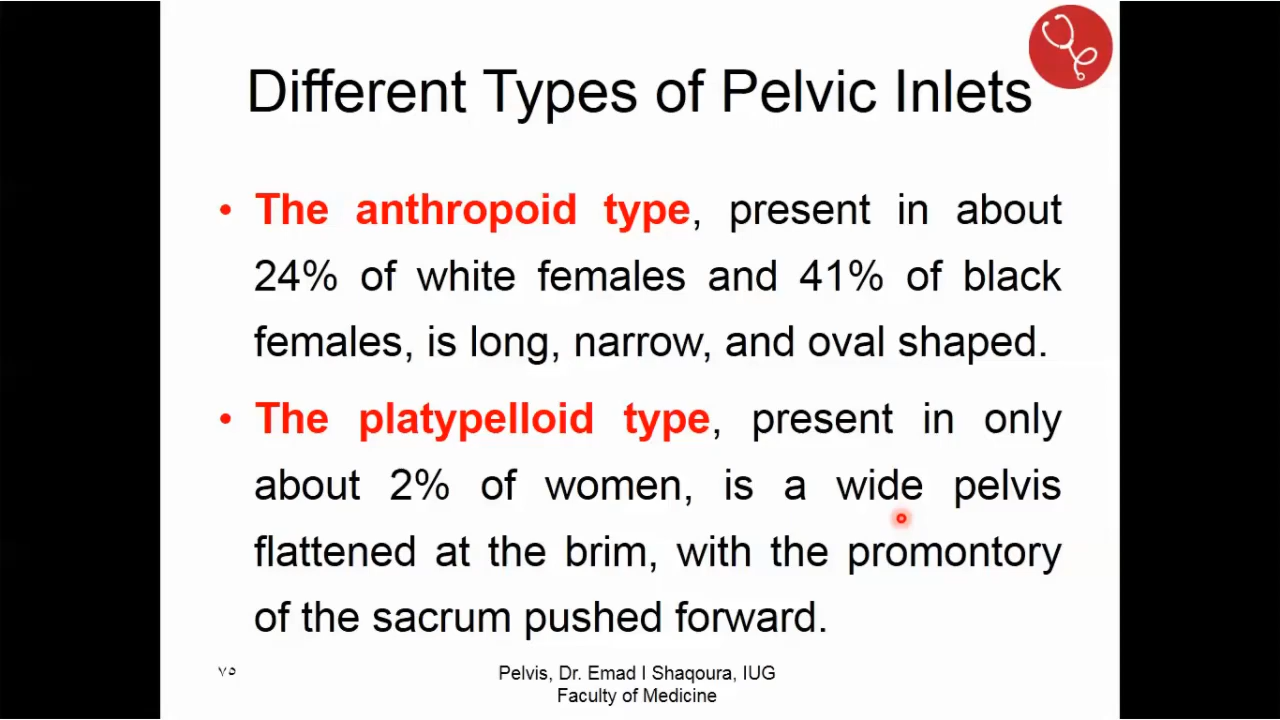 Different Types of Pelvic Inlets
• The anthropoid type, present in about
24% of white females and 41% of black
females, is long, narrow, and oval shaped.
• The platypelloid type, present in only
about 2% of women, is a wide pelvis
flattened at the brim, with the promontory
of the sacrum pushed forward.
٧٥
Pelvis, Dr. Emad I Shaqoura, IUG
Faculty of Medicine